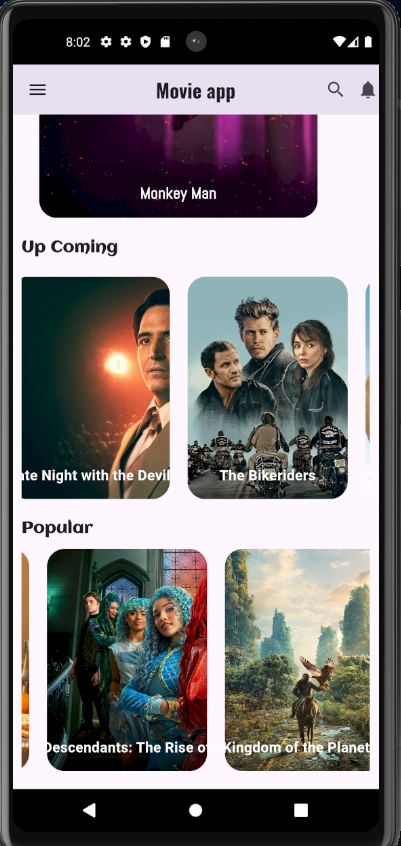 8:02
Movie app
Monkey Man
Up Coming
ate Night with the Devil
The Bikeriders
Popular
Descendants: The Rise of
Kingdom of the Planet